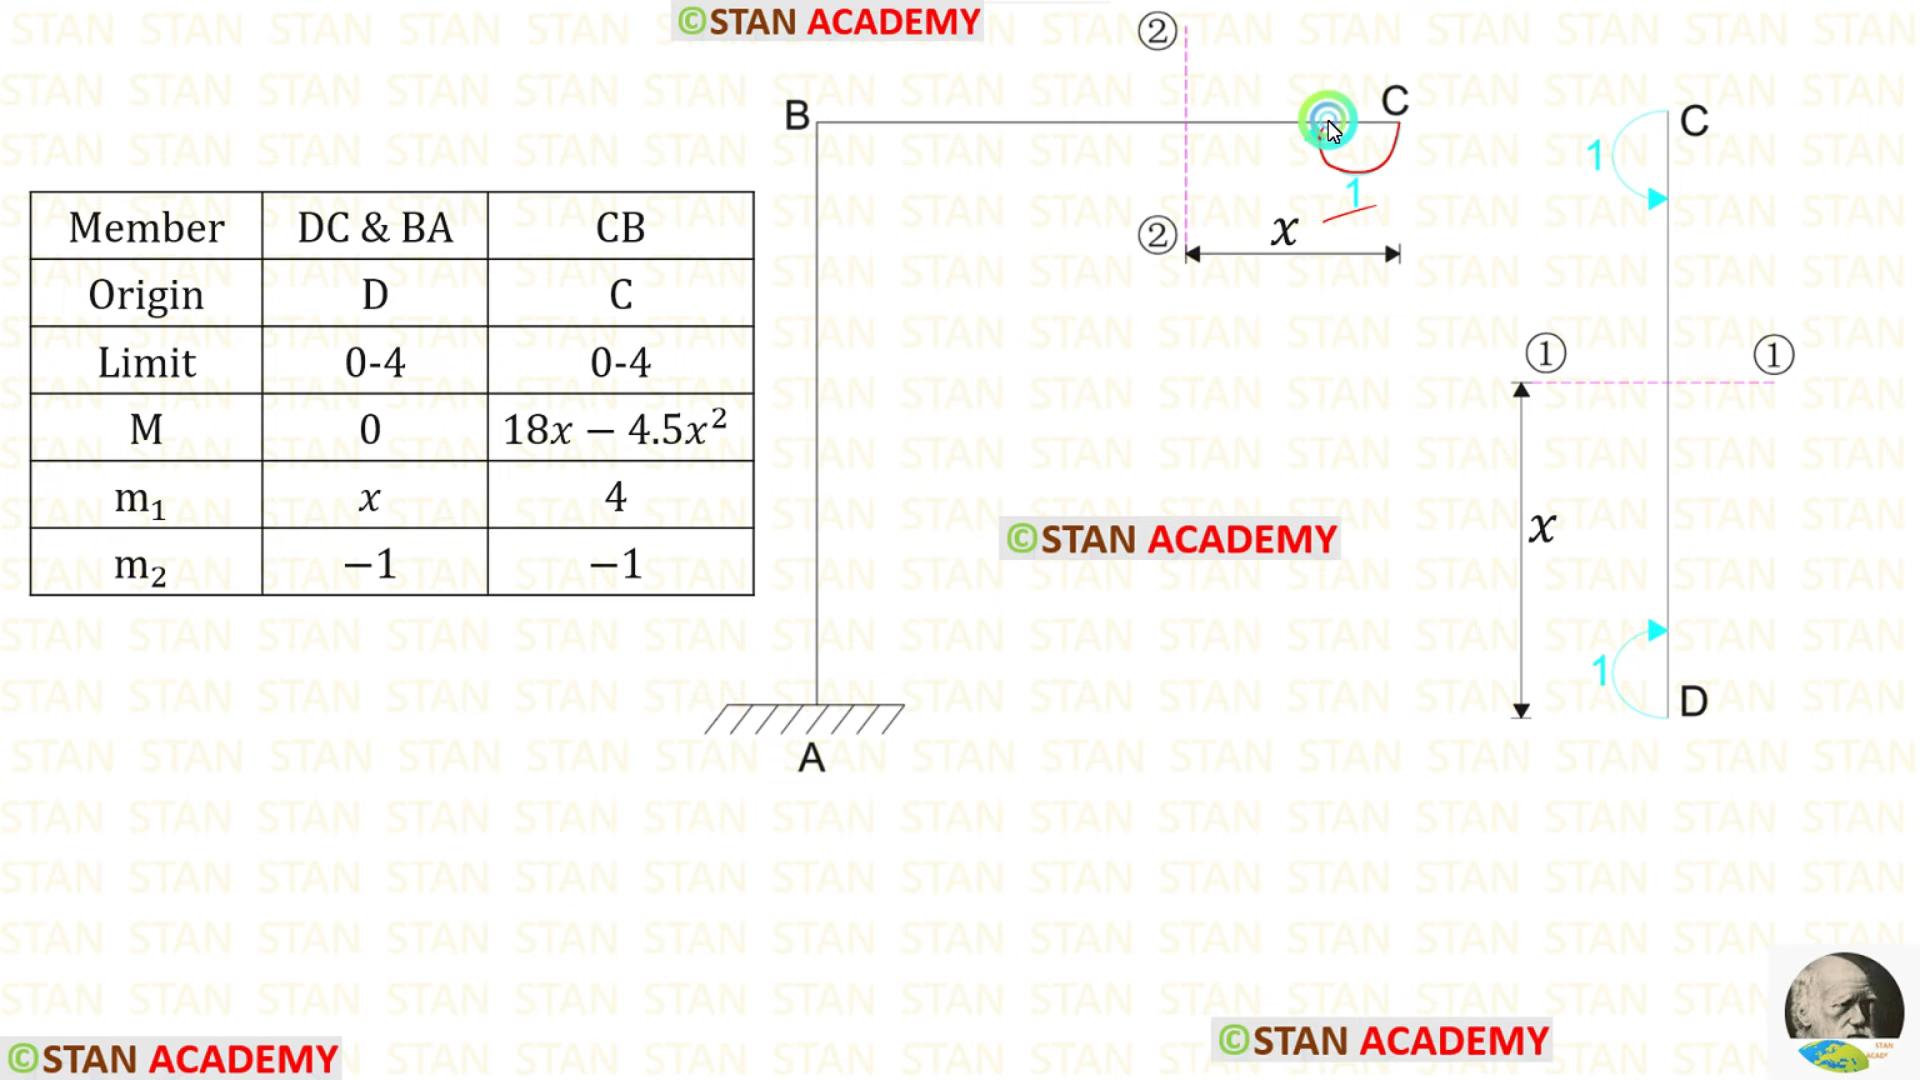 ©STAN ACADEMY
②
B
C
C
1
1
Member DC & BA CB
Origin D C
Limit 0-4 0-4
M 0 18x − 4.5x²
m₁ x 4
m₂ −1 −1
②
x
①
①
©STAN ACADEMY
x
1
D
A
©STAN ACADEMY
©STAN ACADEMY